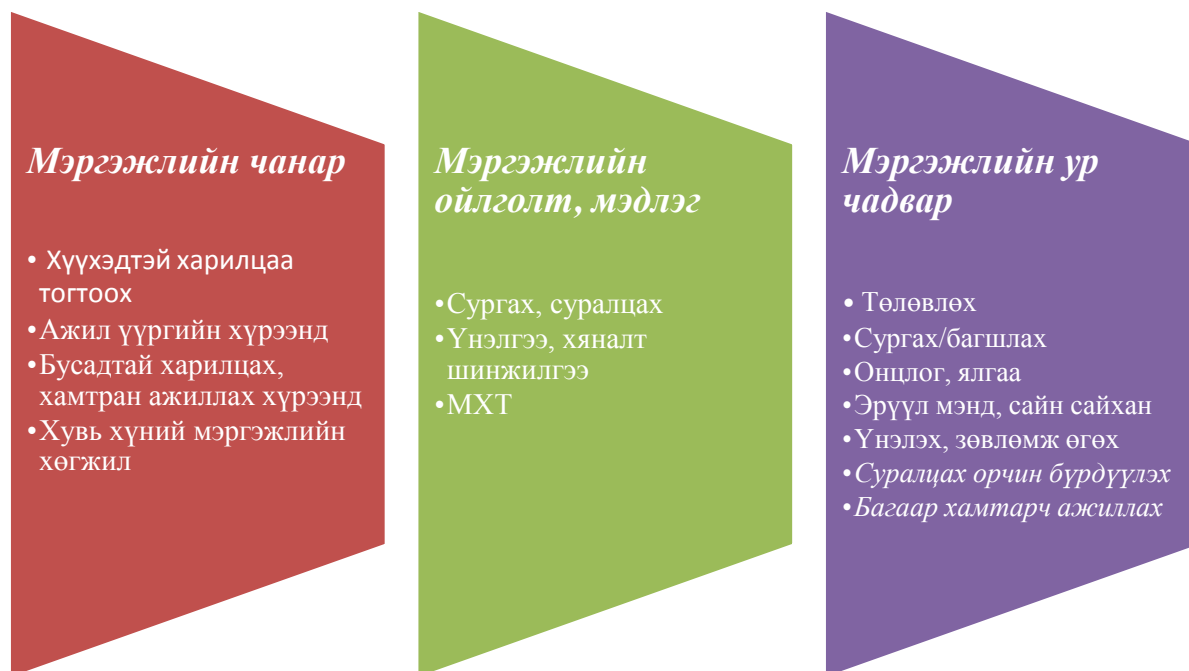 Мэргэжлийн чанар
• Хүүхэдтэй харилцаа
тогтоох
•Ажил үүргийн хүрээнд
•Бусадтай харилцах,
хамтран ажиллах хүрээнд
•Хувь хүний мэргэжлийн
хөгжил
Мэргэжлийн
ойлголт, мэдлэг
•Сургах, суралцах
•Үнэлгээ, хяналт
шинжилгээ
•МХТ
Мэргэжлийн ур
чадвар
• Төлөвлөх
•Сургах/багшлах
•Онцлог, ялгаа
•Эрүүл мэнд, сайн сайхан
•Үнэлэх, зөвлөмж өгөх
•Суралцах орчин бүрдүүлэх
•Багаар хамтарч ажиллах